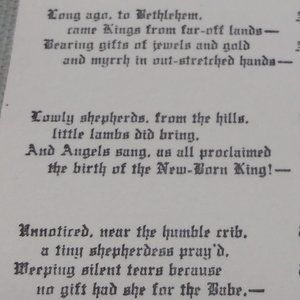 Long ago, to Bethlehem,
came Kings from far-off lands—
Bearing gifts of jewels and gold
and myrrh in out-stretched hands—
Lowly shepherds, from the hills,
little lambs did bring,
And Angels sang, as all proclaimed
the birth of the New-Born King!—
Unnoticed, near the humble crib,
a tiny shepherdess pray'd,
Weeping silent tears because
no gift had she for the Babe,—